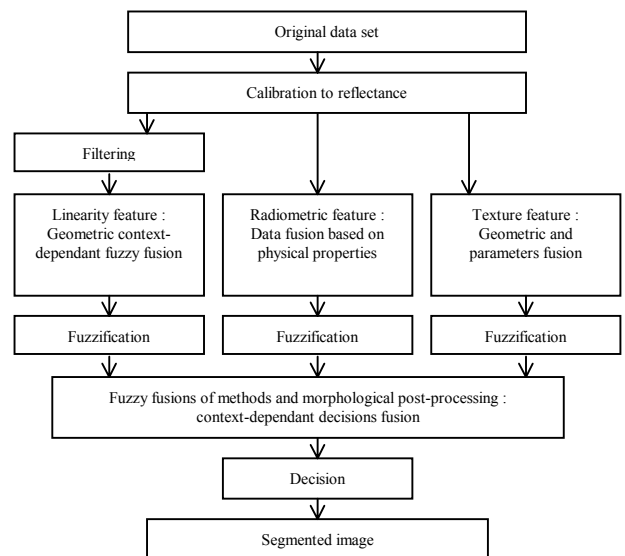 Original data set
Calibration to reflectance
Filtering
Linearity feature :
Geometric context-
dependant fuzzy fusion
Radiometric feature :
Data fusion based on
physical properties
Texture feature :
Geometric and
parameters fusion
Fuzzification
Fuzzification
Fuzzification
Fuzzy fusions of methods and morphological post-processing :
context-dependant decisions fusion
Decision
Segmented image